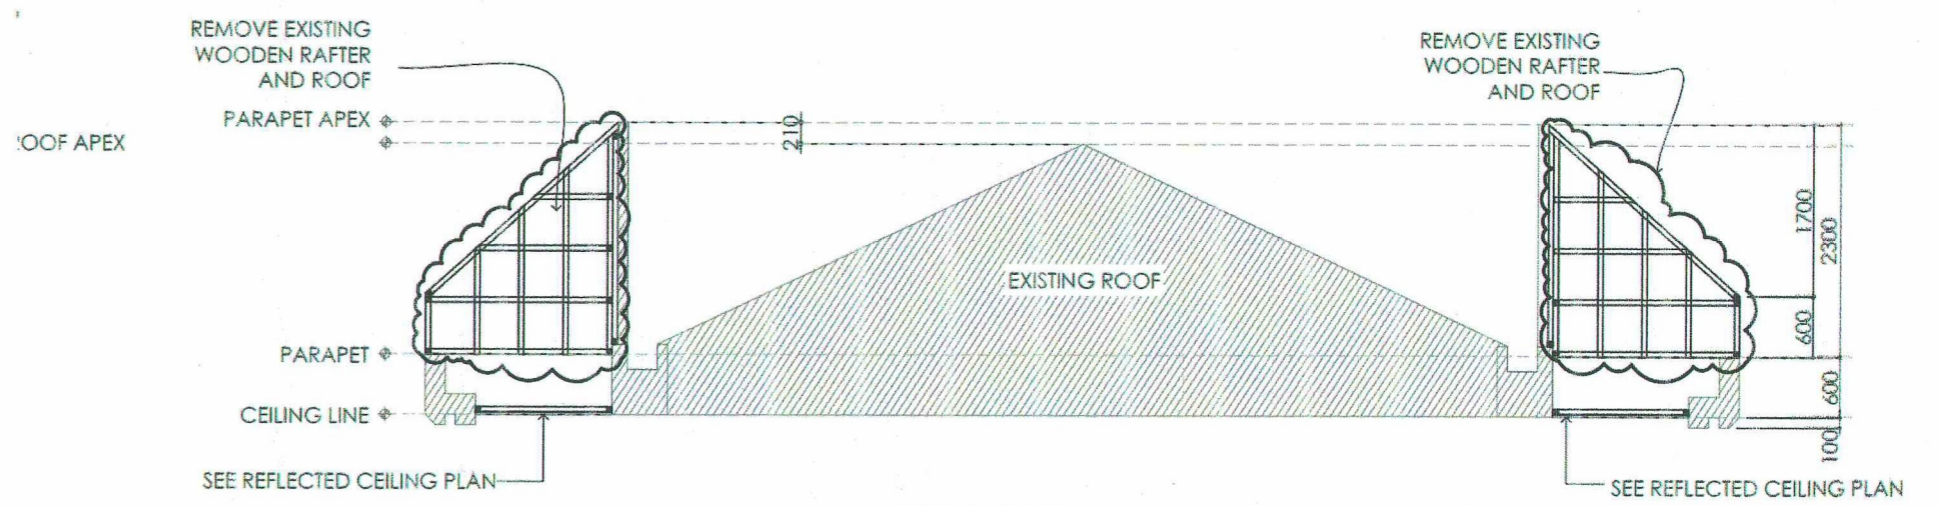 REMOVE EXISTING
WOODEN RAFTER
AND ROOF
REMOVE EXISTING
WOODEN RAFTER
AND ROOF
PARAPET APEX
210
OOF APEX
1700
2300
EXISTING ROOF
600
PARAPET
600
CEILING LINE
100
SEE REFLECTED CEILING PLAN
SEE REFLECTED CEILING PLAN